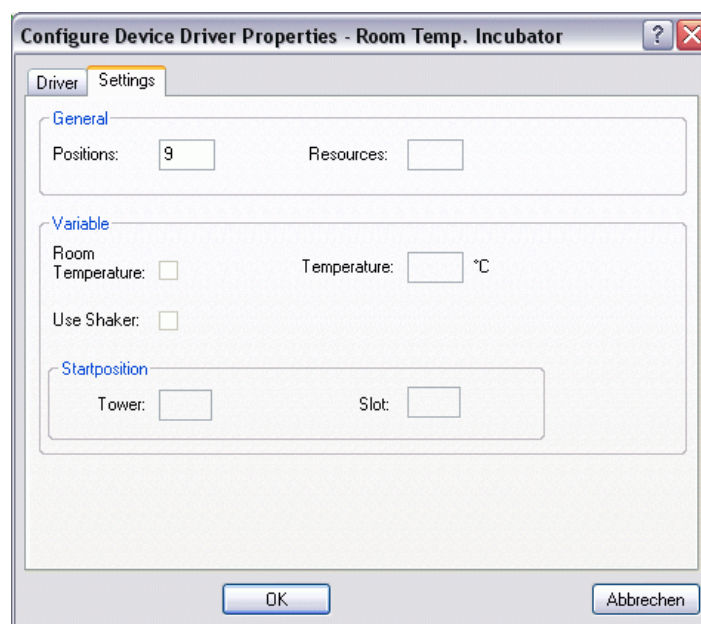 Configure Device Driver Properties - Room Temp. Incubator
?
Driver Settings
General
Positions: 9 Resources:
Variable
Room
Temperature: Temperature: °C
Use Shaker:
Startposition
Tower: Slot:
OK Abbrechen